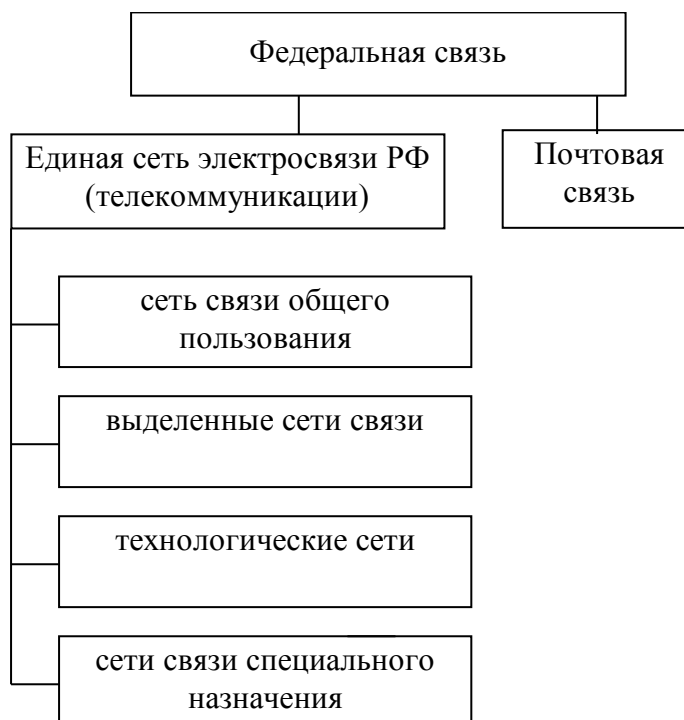 Федеральная связь
Единая сеть электросвязи РФ
(телекоммуникации)
Почтовая
связь
сеть связи общего
пользования
выделенные сети связи
технологические сети
сети связи специального
назначения